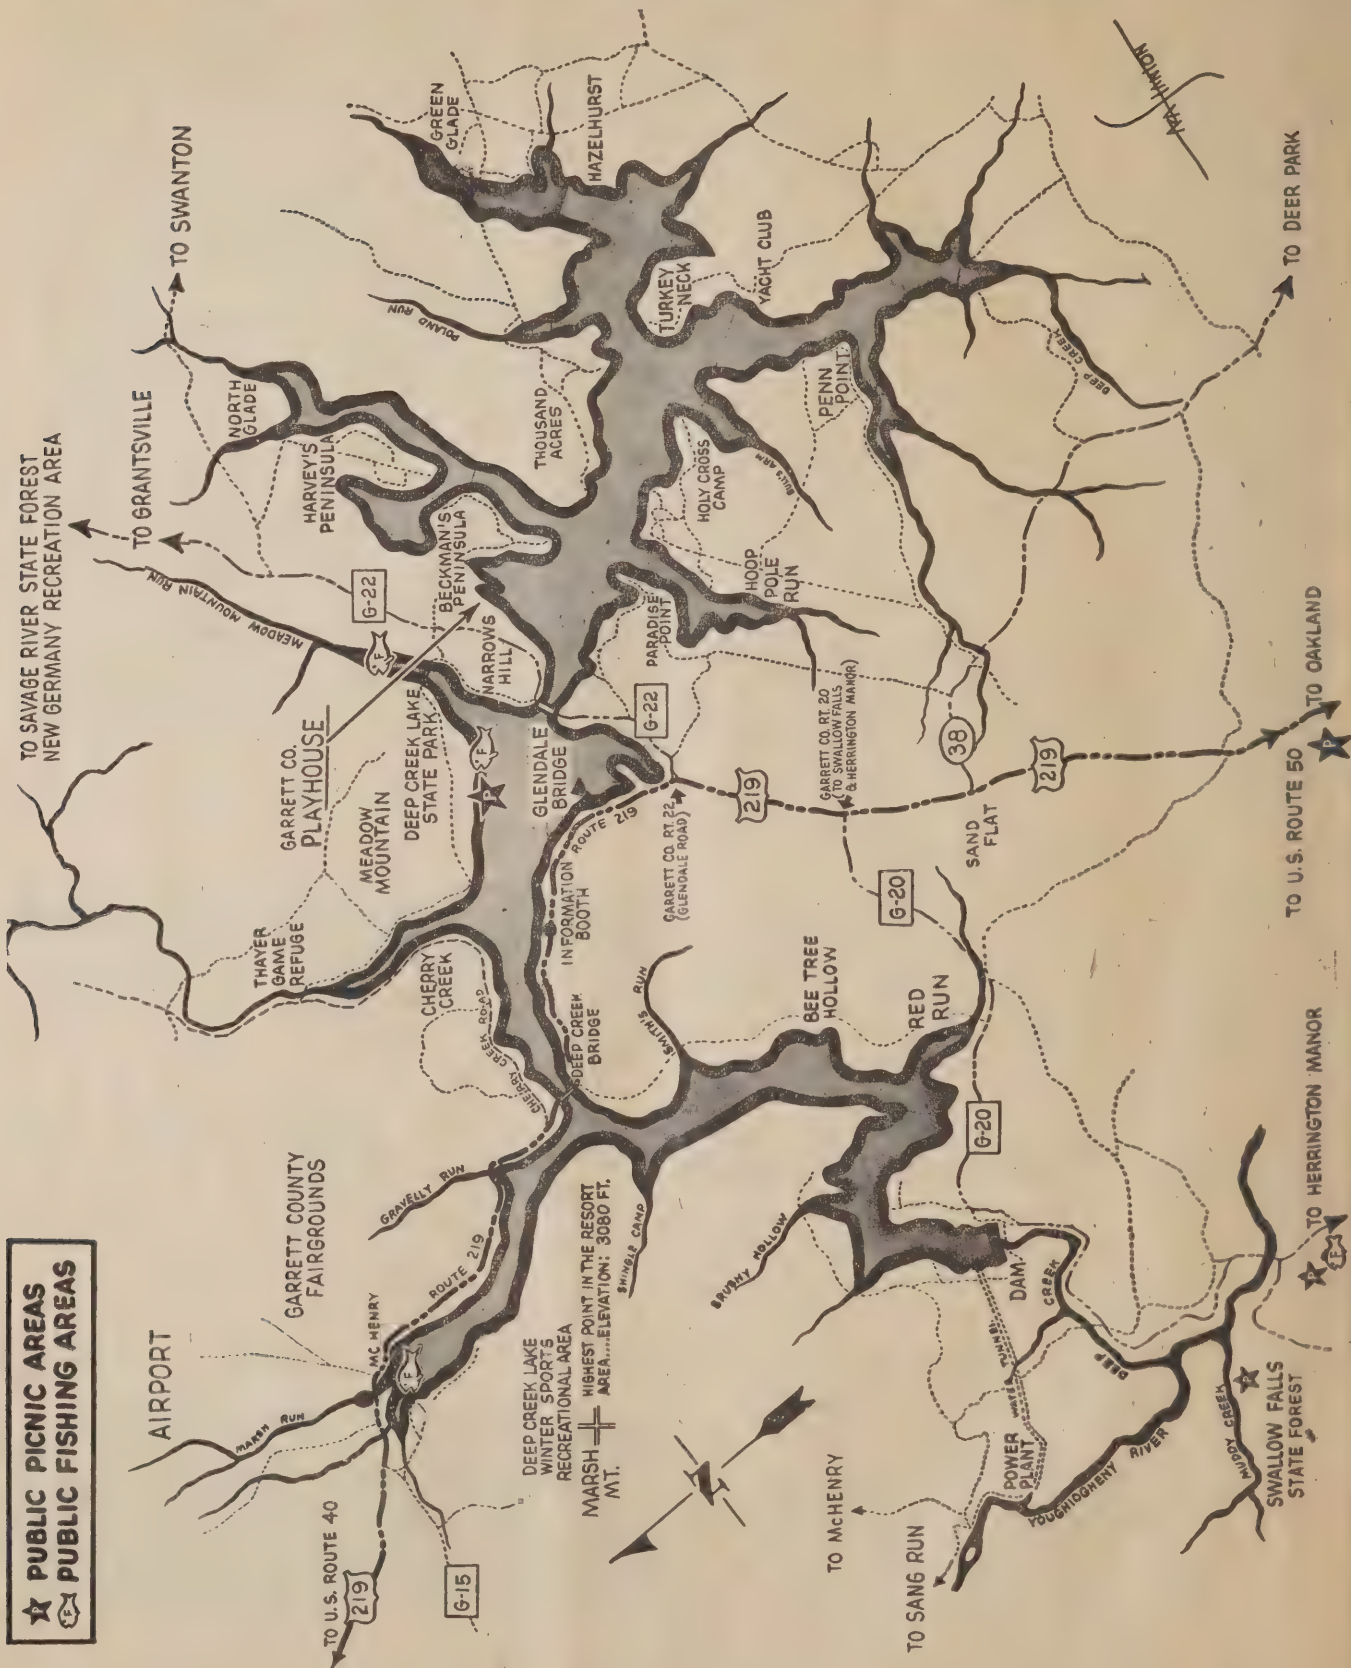 P PUBLIC PICNIC AREAS
F PUBLIC FISHING AREAS
TO SAVAGE RIVER STATE FOREST
NEW GERMANY RECREATION AREA
TO GRANTSVILLE
TO SWANTON
AIRPORT
GARRETT COUNTY
FAIRGROUNDS
THAYER
GAME
REFUGE
GARRETT CO.
PLAYHOUSE
MEADOW
MOUNTAIN
MEADOW MOUNTAIN RUN
F
G-22
NORTH
GLADE
HARVEY'S
PENINSULA
MARSH RUN
MC HENRY
GRAVELLY RUN
ROUTE 219
F
CHERRY
CREEK
CHERRY CREEK ROAD
DEEP CREEK LAKE
STATE PARK
P
F
NARROWS
HILL
BECKMAN'S
PENINSULA
POLAND RUN
GREEN
GLADE
TO U.S. ROUTE 40
219
G-15
DEEP CREEK LAKE
WINTER SPORTS
RECREATIONAL AREA
MARSH
MT.
HIGHEST POINT IN THE RESORT
AREA....ELEVATION: 3080 FT.
DEEP CREEK
BRIDGE
INFORMATION
BOOTH
ROUTE 219
GLENDALE
BRIDGE
THOUSAND
ACRES
HAZELHURST
SHINGLE CAMP
SMITH'S RUN
GARRETT CO. RT. 22
(GLENDALE ROAD)
G-22
PARADISE
POINT
TURKEY
NECK
HOLY CROSS
CAMP
YACHT CLUB
BRUSHY HOLLOW
BEE TREE
HOLLOW
219
HOOP
POLE
RUN
BULL'S ARM
PENN
POINT
TO McHENRY
GARRETT CO. RT. 20
(TO SWALLOW FALLS
& HERRINGTON MANOR)
G-20
RED
RUN
TO SANG RUN
G-20
SAND
FLAT
38
219
DEEP CREEK
POWER
PLANT
WATER TUNNEL
DAM
DEEP CREEK
YOUGHIOGHENY RIVER
MUDDY CREEK
P
SWALLOW FALLS
STATE FOREST
P
F
TO HERRINGTON MANOR
TO U.S. ROUTE 50
P
TO OAKLAND
TO DEER PARK
HINTON